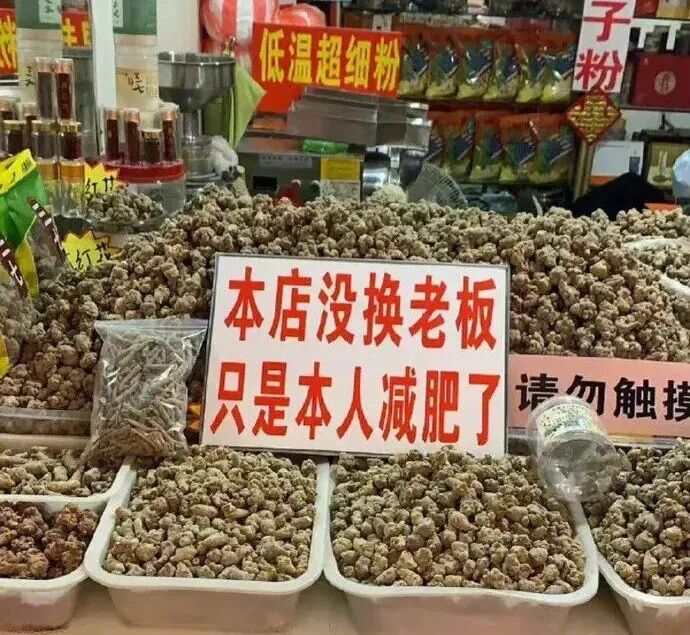 低温超细粉
子粉
本店没换老板
只是本人减肥了
请勿触摸